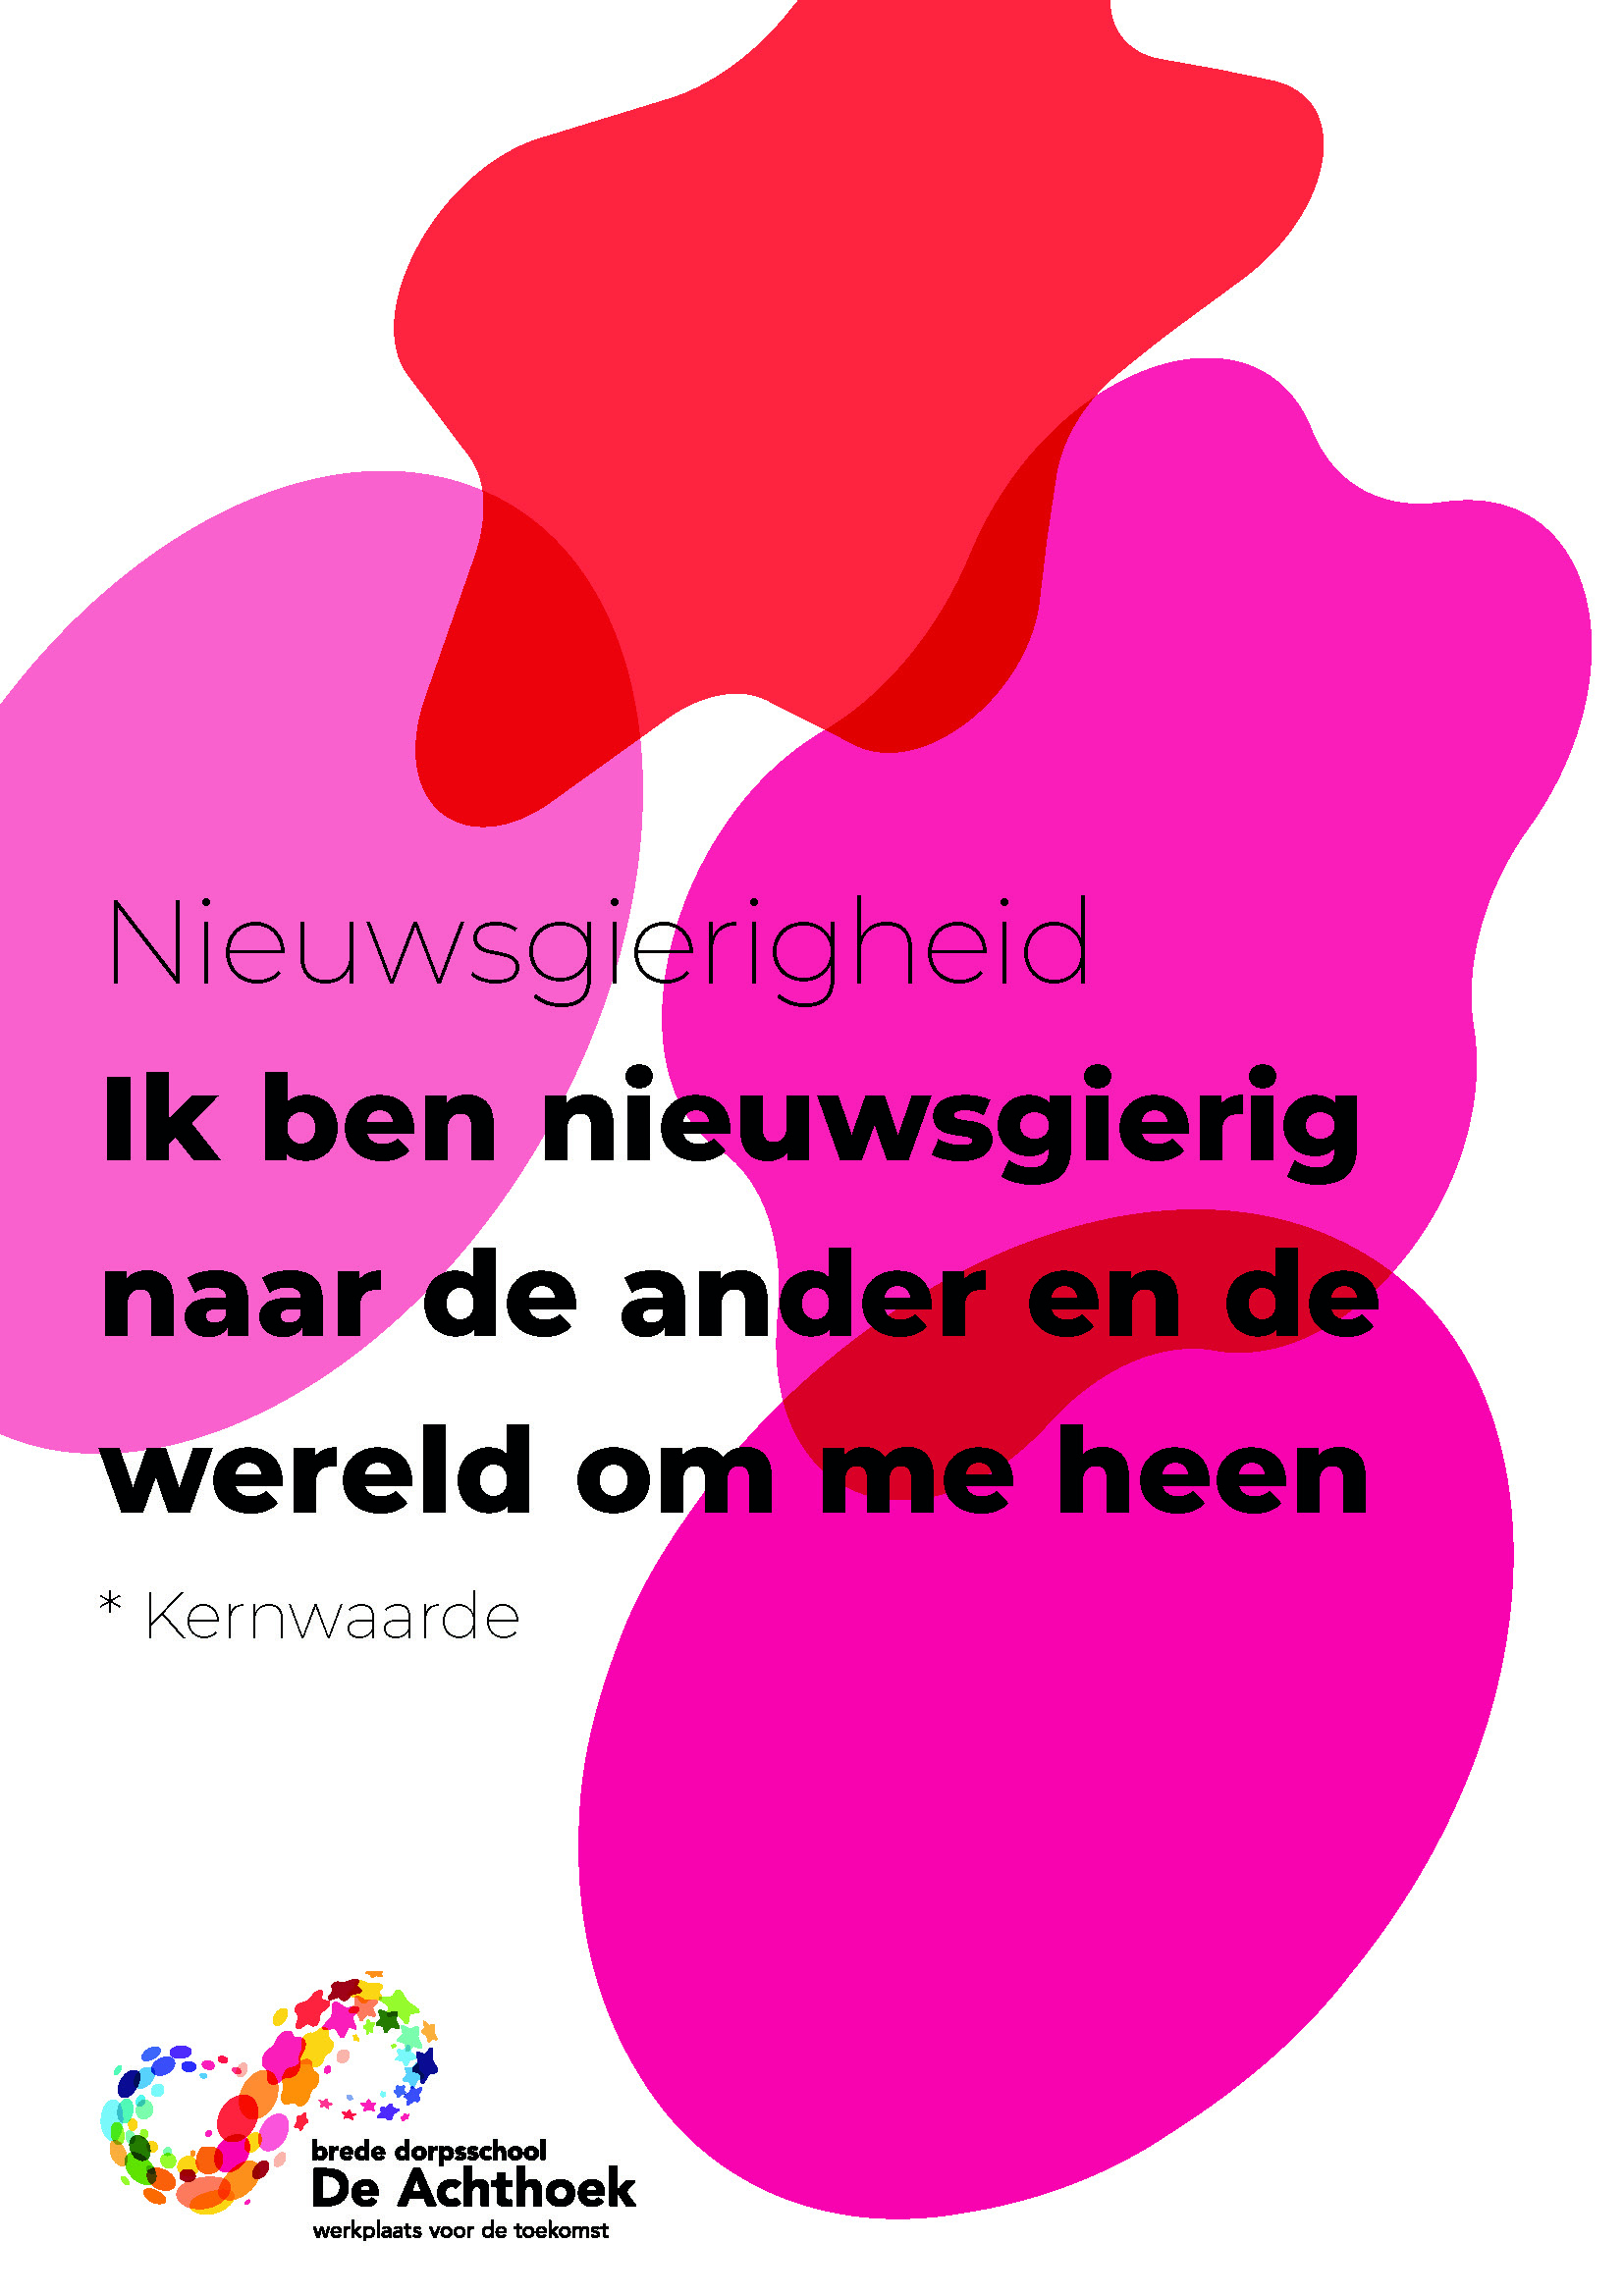 Nieuwsgierigheid
Ik ben nieuwsgierig
naar de ander en de
wereld om me heen
* Kernwaarde
brede dorpsschool
De Achthoek
werkplaats voor de toekomst